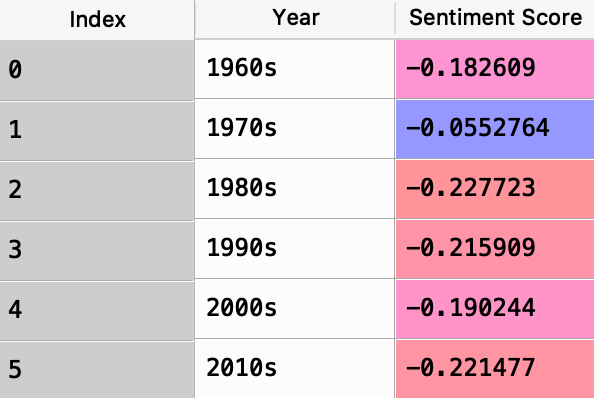 Index Year Sentiment Score
0 1960s -0.182609
1 1970s -0.0552764
2 1980s -0.227723
3 1990s -0.215909
4 2000s -0.190244
5 2010s -0.221477